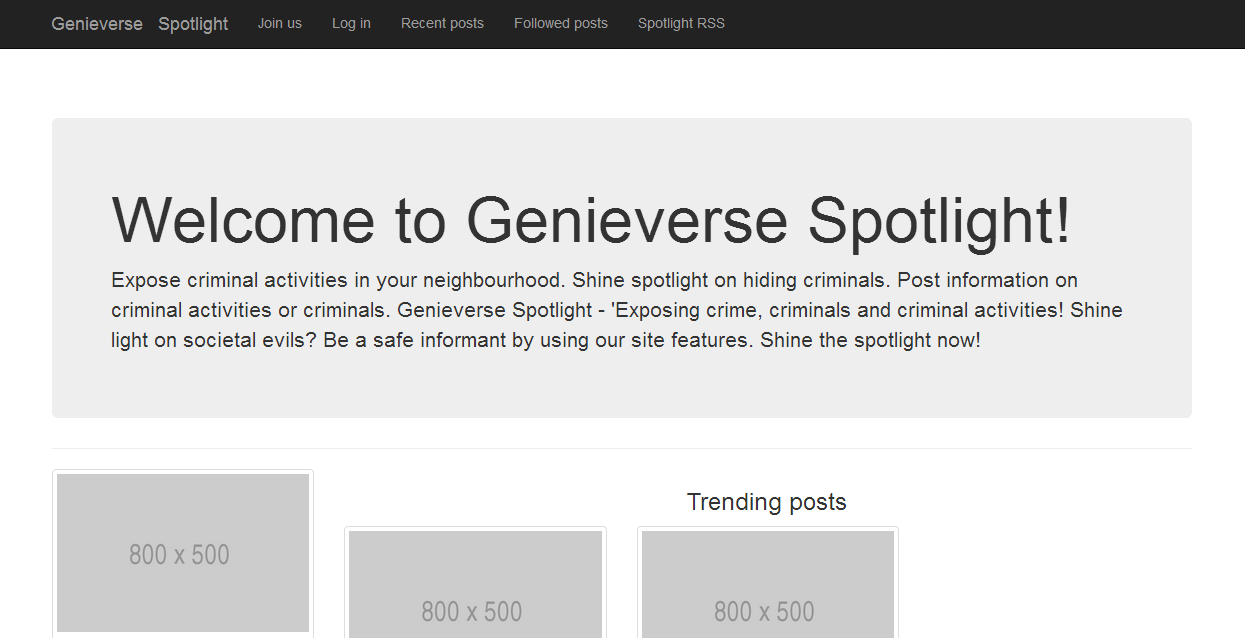 Genieverse Spotlight Join us Log in Recent posts Followed posts Spotlight RSS
Welcome to Genieverse Spotlight!
Expose criminal activities in your neighbourhood. Shine spotlight on hiding criminals. Post information on
criminal activities or criminals. Genieverse Spotlight - 'Exposing crime, criminals and criminal activities! Shine
light on societal evils? Be a safe informant by using our site features. Shine the spotlight now!
Trending posts
800 x 500
800 x 500 800 x 500